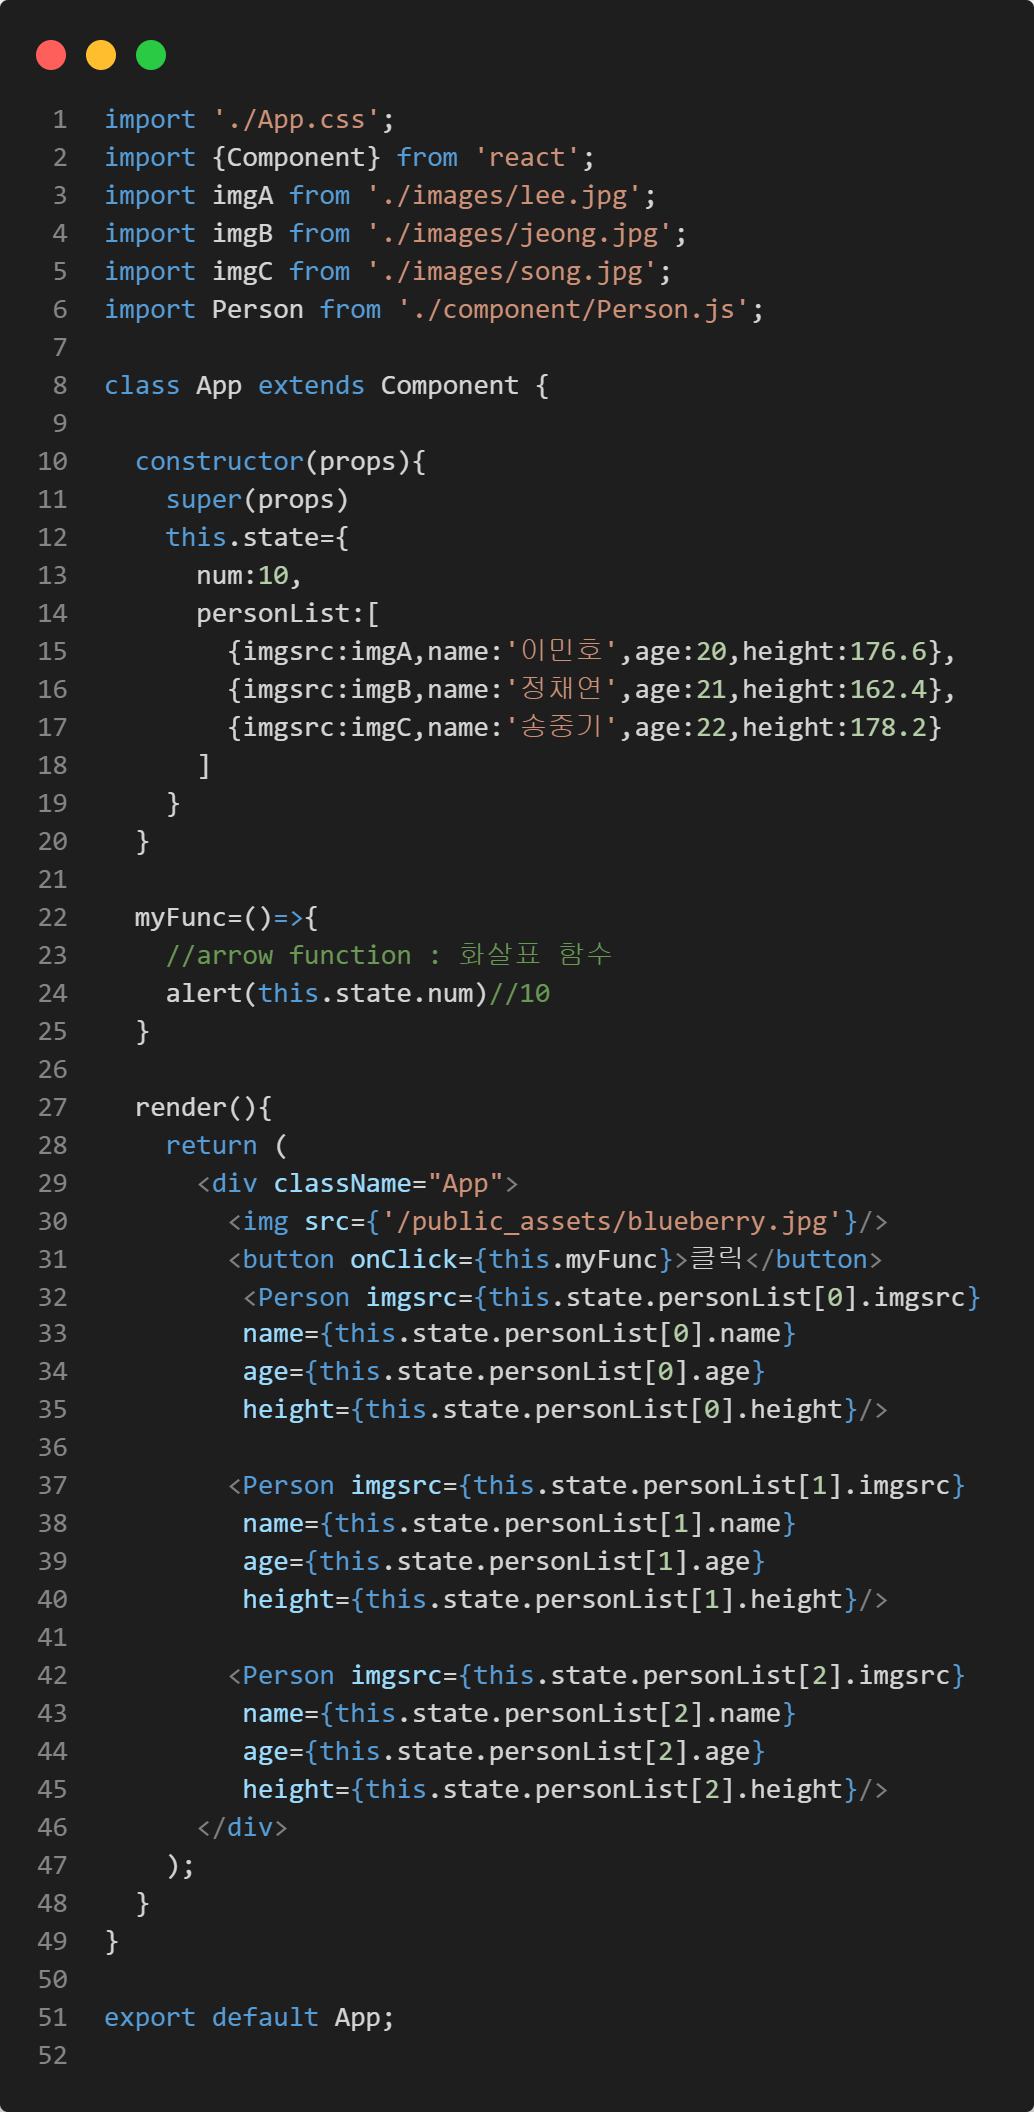 1 import './App.css';
2 import {Component} from 'react';
3 import imgA from './images/lee.jpg';
4 import imgB from './images/jeong.jpg';
5 import imgC from './images/song.jpg';
6 import Person from './component/Person.js';
7
8 class App extends Component {
9
10   constructor(props){
11     super(props)
12     this.state={
13       num:10,
14       personList:[
15         {imgsrc:imgA,name:'이민호',age:20,height:176.6},
16         {imgsrc:imgB,name:'정채연',age:21,height:162.4},
17         {imgsrc:imgC,name:'송중기',age:22,height:178.2}
18       ]
19     }
20   }
21
22   myFunc=()=>{
23     //arrow function : 화살표 함수
24     alert(this.state.num)//10
25   }
26
27   render(){
28     return (
29       <div className="App">
30         <img src={'/public_assets/blueberry.jpg'}/>
31         <button onClick={this.myFunc}>클릭</button>
32          <Person imgsrc={this.state.personList[0].imgsrc}
33          name={this.state.personList[0].name}
34          age={this.state.personList[0].age}
35          height={this.state.personList[0].height}/>
36
37         <Person imgsrc={this.state.personList[1].imgsrc}
38          name={this.state.personList[1].name}
39          age={this.state.personList[1].age}
40          height={this.state.personList[1].height}/>
41
42         <Person imgsrc={this.state.personList[2].imgsrc}
43          name={this.state.personList[2].name}
44          age={this.state.personList[2].age}
45          height={this.state.personList[2].height}/>
46       </div>
47     );
48   }
49 }
50
51 export default App;
52